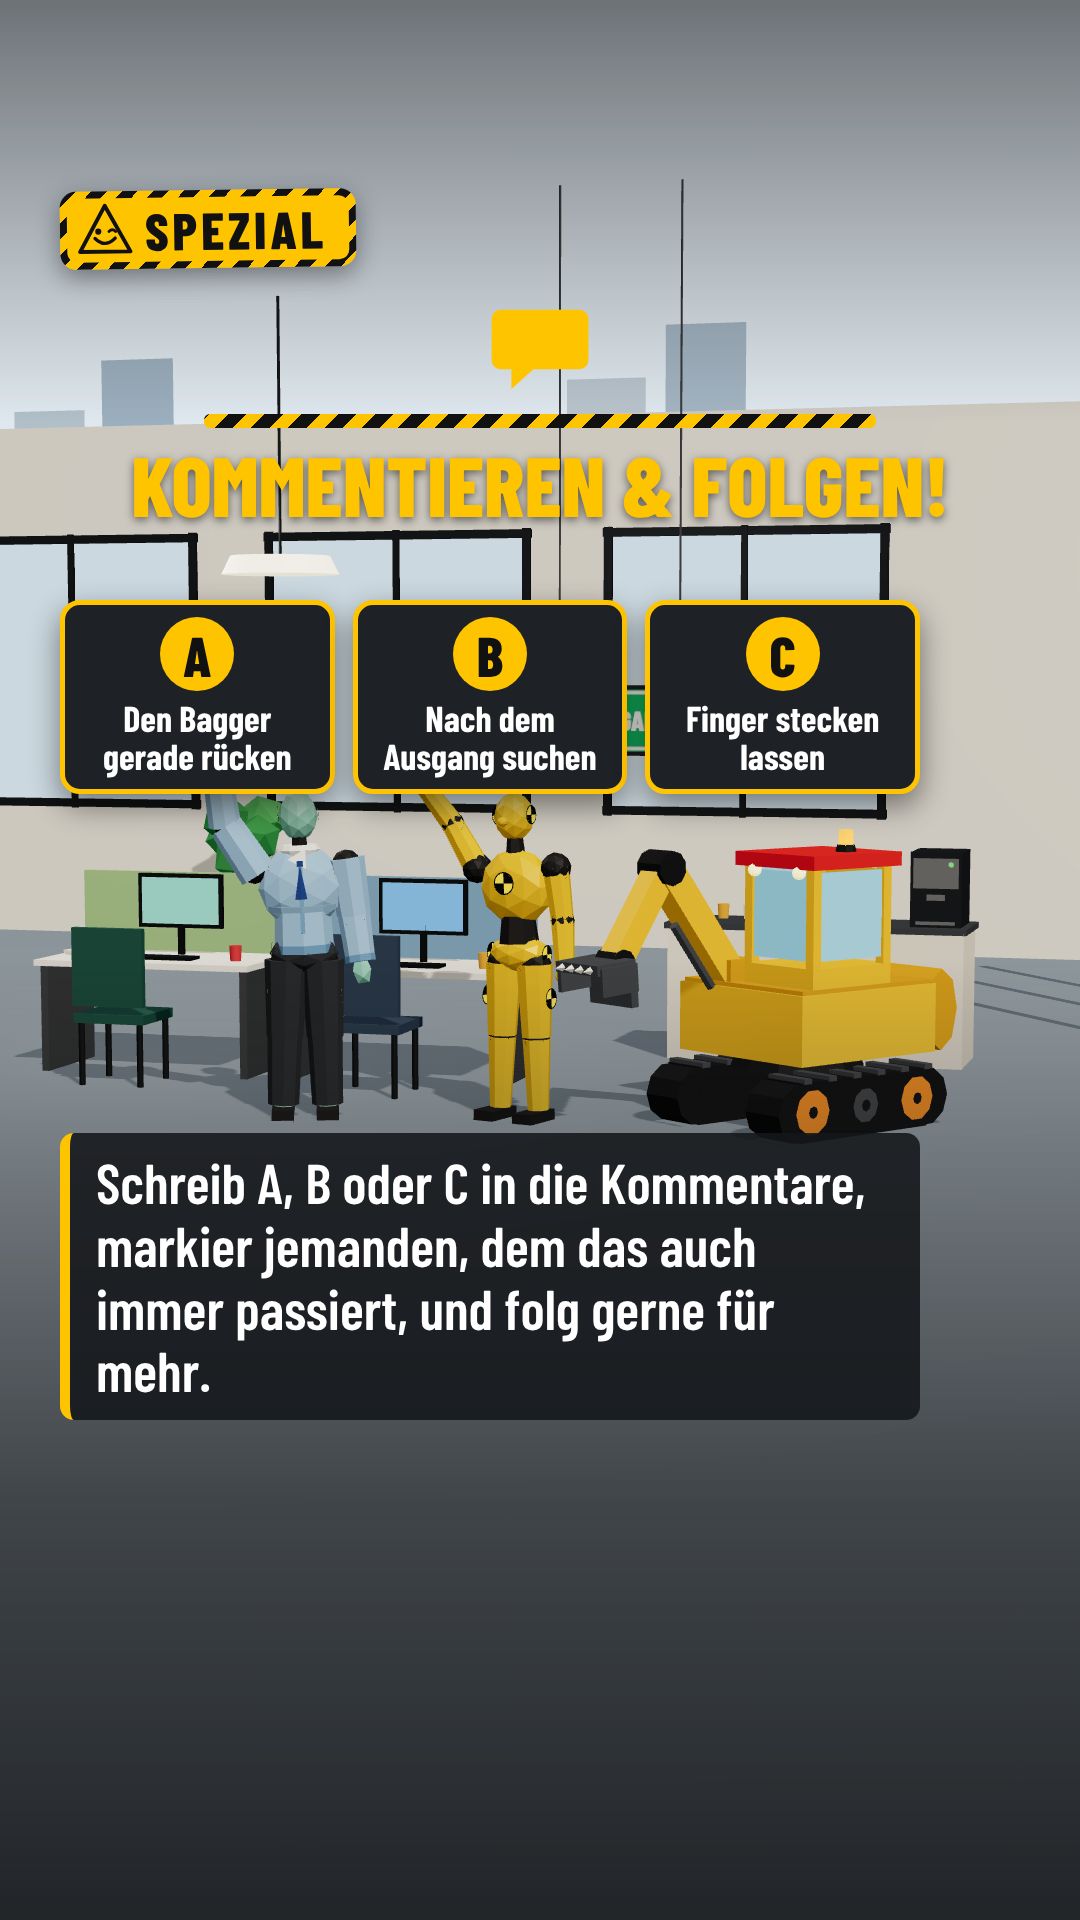 SPEZIAL
KOMMENTIEREN & FOLGEN!
A
Den Bagger
gerade rücken
B
Nach dem
Ausgang suchen
GA
C
Finger stecken
lassen
Schreib A, B oder C in die Kommentare,
markier jemanden, dem das auch
immer passiert, und folg gerne für
mehr.